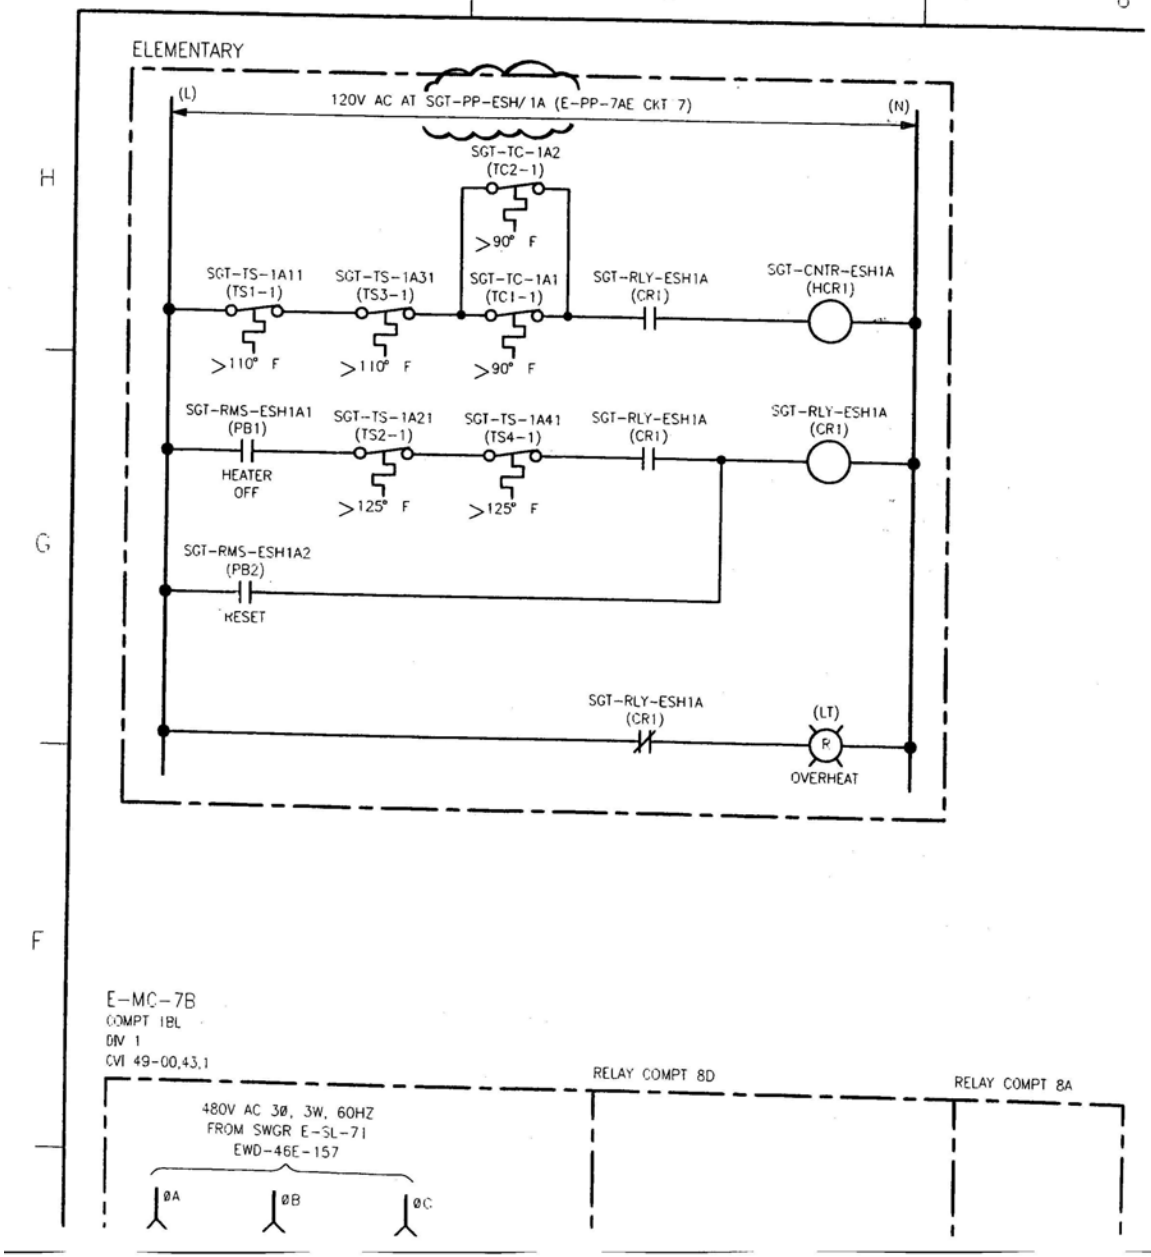 ELEMENTARY
(L)
120V AC AT SGT-PP-ESH/1A (E-PP-7AE CKT 7)
(N)
SGT-TC-1A2
(TC2-1)
H
>90° F
SGT-TS-1A11
(TS1-1)
SGT-TS-1A31
(TS3-1)
SGT-TC-1A1
(TC1-1)
SGT-RLY-ESH1A
(CR1)
SGT-CNTR-ESH1A
(HCR1)
>110° F
>110° F
>90° F
SGT-RMS-ESH1A1
(PB1)
HEATER
OFF
SGT-TS-1A21
(TS2-1)
SGT-TS-1A41
(TS4-1)
SGT-RLY-ESH1A
(CR1)
SGT-RLY-ESH1A
(CR1)
>125° F
>125° F
G
SGT-RMS-ESH1A2
(PB2)
RESET
SGT-RLY-ESH1A
(CR1)
(LT)
R
OVERHEAT
F
E-MC-7B
COMPT 1BL
DIV 1
CVI 49-00,43,1
RELAY COMPT 8D
RELAY COMPT 8A
480V AC 3Ø, 3W, 60HZ
FROM SWGR E-SL-71
EWD-46E-157
ØA
ØB
ØC